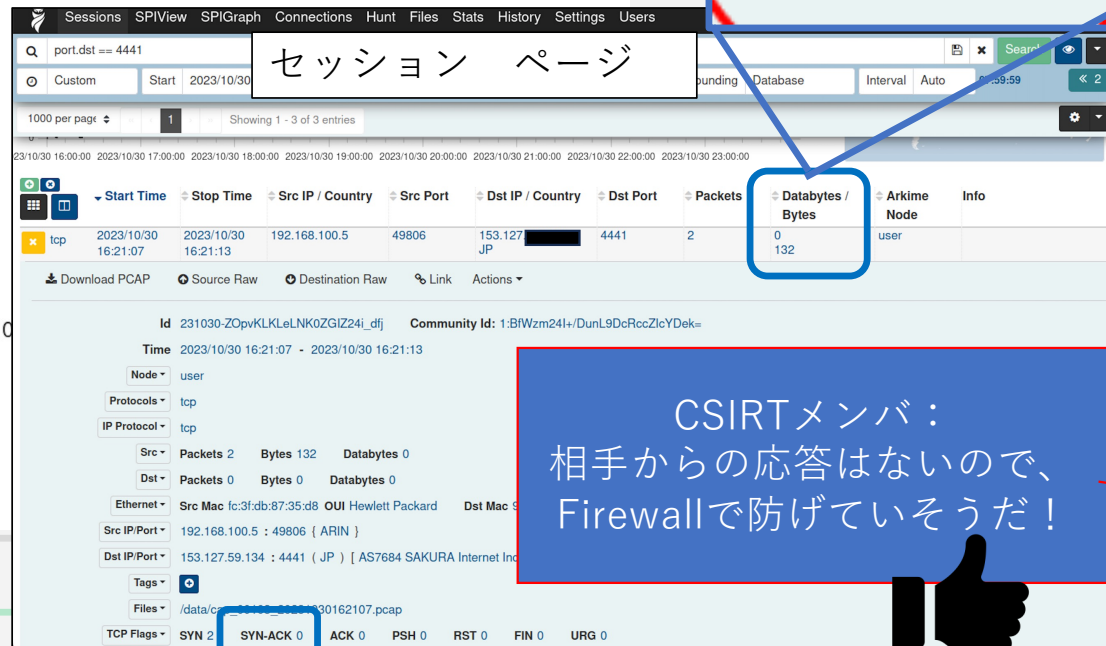 Sessions SPIView SPIGraph Connections Hunt Files Stats History Settings Users
port.dst == 4441
Search
セッション ページ
Custom Start 2023/10/30 ounding Database Interval Auto 59:59 « 2
1000 per page 1 Showing 1 - 3 of 3 entries
23/10/30 16:00:00 2023/10/30 17:00:00 2023/10/30 18:00:00 2023/10/30 19:00:00 2023/10/30 20:00:00 2023/10/30 21:00:00 2023/10/30 22:00:00 2023/10/30 23:00:00
Start Time Stop Time Src IP / Country Src Port Dst IP / Country Dst Port Packets Databytes / Bytes Arkime Node Info
tcp 2023/10/30 16:21:07 2023/10/30 16:21:13 192.168.100.5 49806 153.127. JP 4441 2 0 132 user
Download PCAP Source Raw Destination Raw Link Actions
Id 231030-ZOpvKLKLeLNK0ZGIZ24i_dfj Community Id: 1:BfWzm24I+/DunL9DcRccZlcYDek=
Time 2023/10/30 16:21:07 - 2023/10/30 16:21:13
Node user
Protocols tcp
IP Protocol tcp
Src Packets 2 Bytes 132 Databytes 0
Dst Packets 0 Bytes 0 Databytes 0
Ethernet Src Mac fc:3f:db:87:35:d8 OUI Hewlett Packard Dst Mac
Src IP/Port 192.168.100.5 : 49806 { ARIN }
Dst IP/Port 153.127.59.134 : 4441 ( JP ) [ AS7684 SAKURA Internet Inc
Tags
Files
TCP Flags SYN 2 SYN-ACK 0 ACK 0 PSH 0 RST 0 FIN 0 URG 0
CSIRTメンバ：
相手からの応答はないので、
Firewallで防げていそうだ！